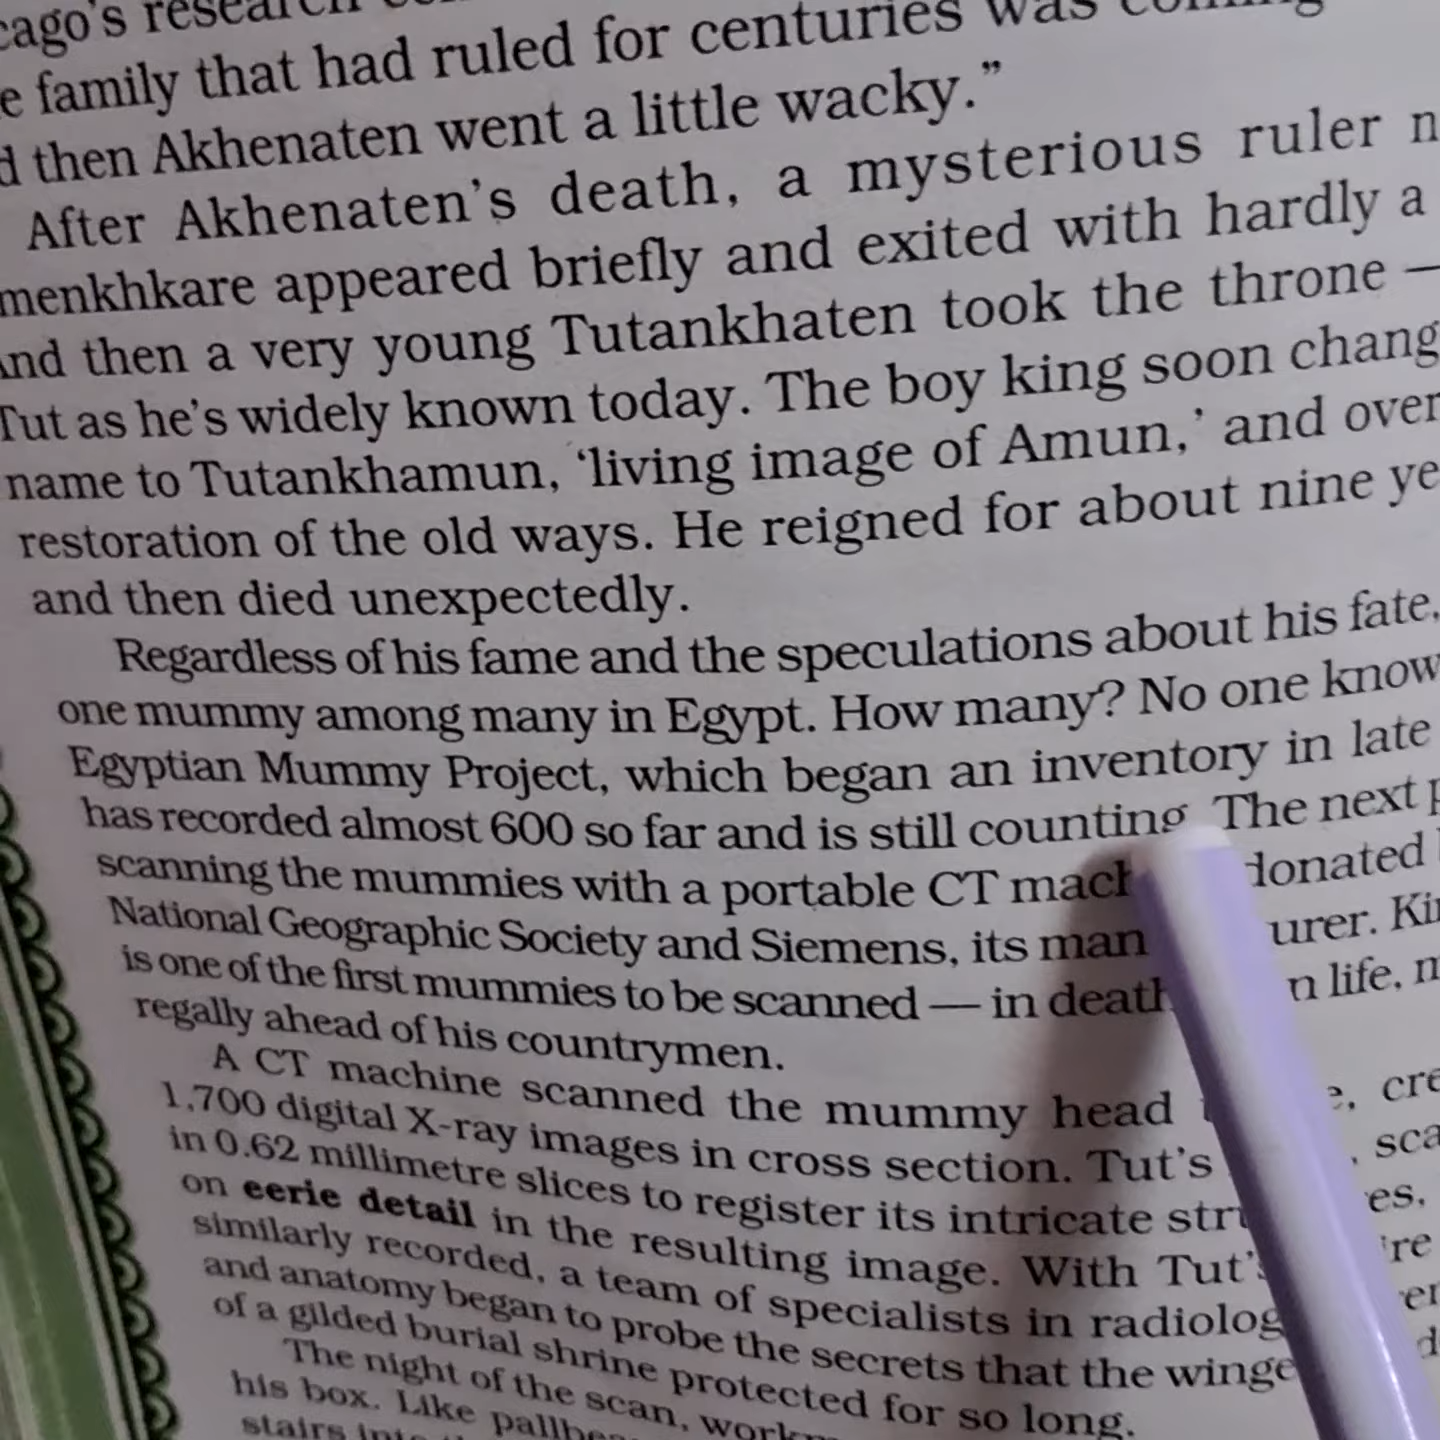 cago's research
e family that had ruled for centuries was
d then Akhenaten went a little wacky.”
After Akhenaten's death, a mysterious ruler n
menkhkare appeared briefly and exited with hardly a
and then a very young Tutankhaten took the throne —
Tut as he's widely known today. The boy king soon chang
name to Tutankhamun, ‘living image of Amun,’ and over
restoration of the old ways. He reigned for about nine ye
and then died unexpectedly.
Regardless of his fame and the speculations about his fate,
one mummy among many in Egypt. How many? No one know
Egyptian Mummy Project, which began an inventory in late
has recorded almost 600 so far and is still counting. The next p
scanning the mummies with a portable CT mach donated
National Geographic Society and Siemens, its man urer. Kin
is one of the first mummies to be scanned — in death n life, m
regally ahead of his countrymen.
A CT machine scanned the mummy head e, cre
1,700 digital X-ray images in cross section. Tut's , sca
in 0.62 millimetre slices to register its intricate str es,
on eerie detail in the resulting image. With Tut's ire
similarly recorded, a team of specialists in radiolog
and anatomy began to probe the secrets that the winge
of a gilded burial shrine protected for so long.
The night of the scan, work
his box. Like pallbe
stairs